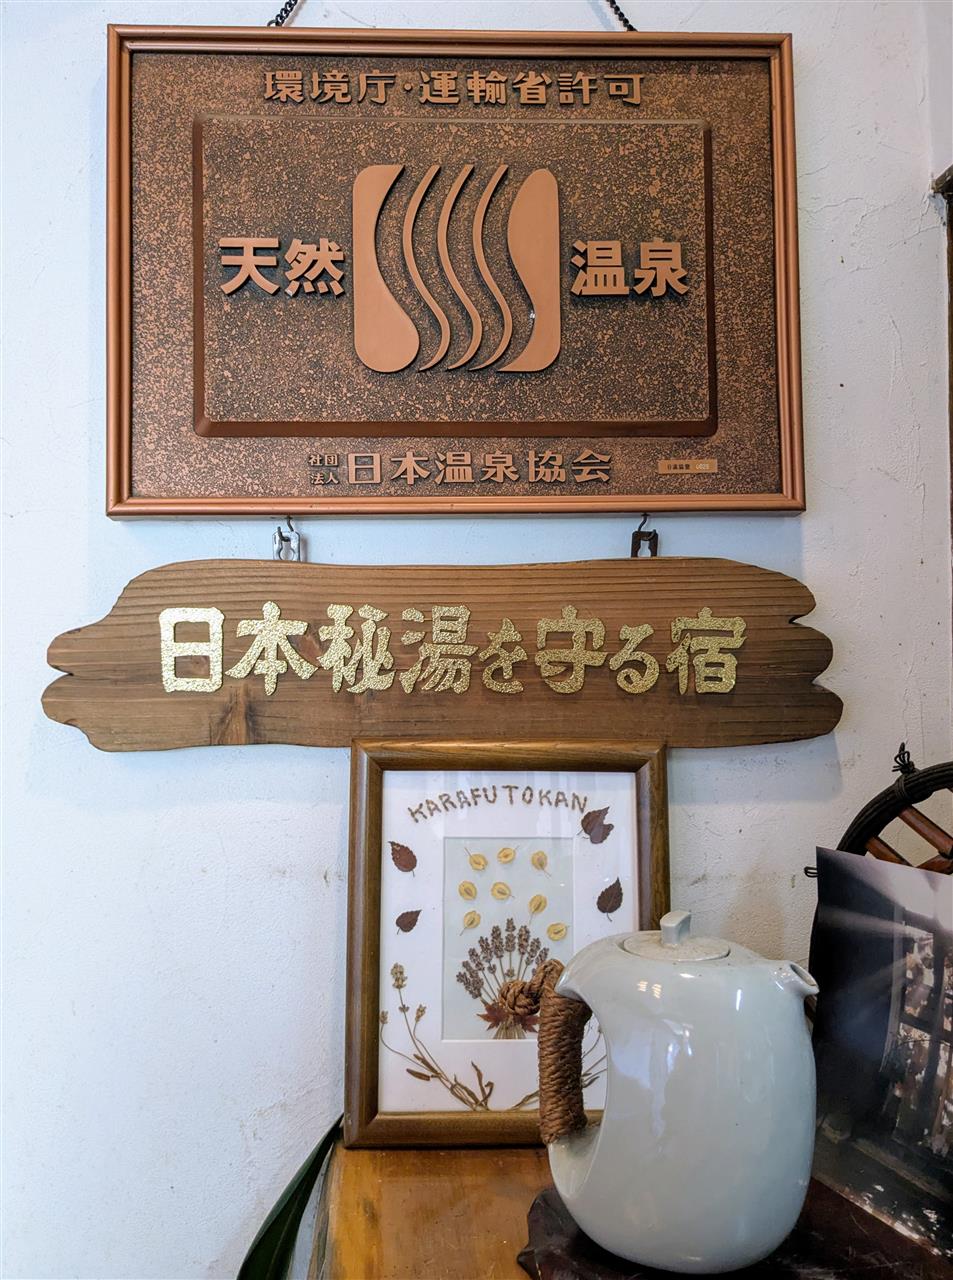 環境庁・運輸省許可
天然 温泉
社団法人 日本温泉協会
日本秘湯を守る宿
KARAFUTOKAN